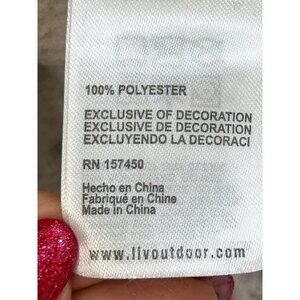 100% POLYESTER
EXCLUSIVE OF DECORATION
EXCLUSIVE DE DECORATION
EXCLUYENDO LA DECORACI
RN 157450
Hecho en China
Fabriqué en Chine
Made in China
www.livoutdoor.com